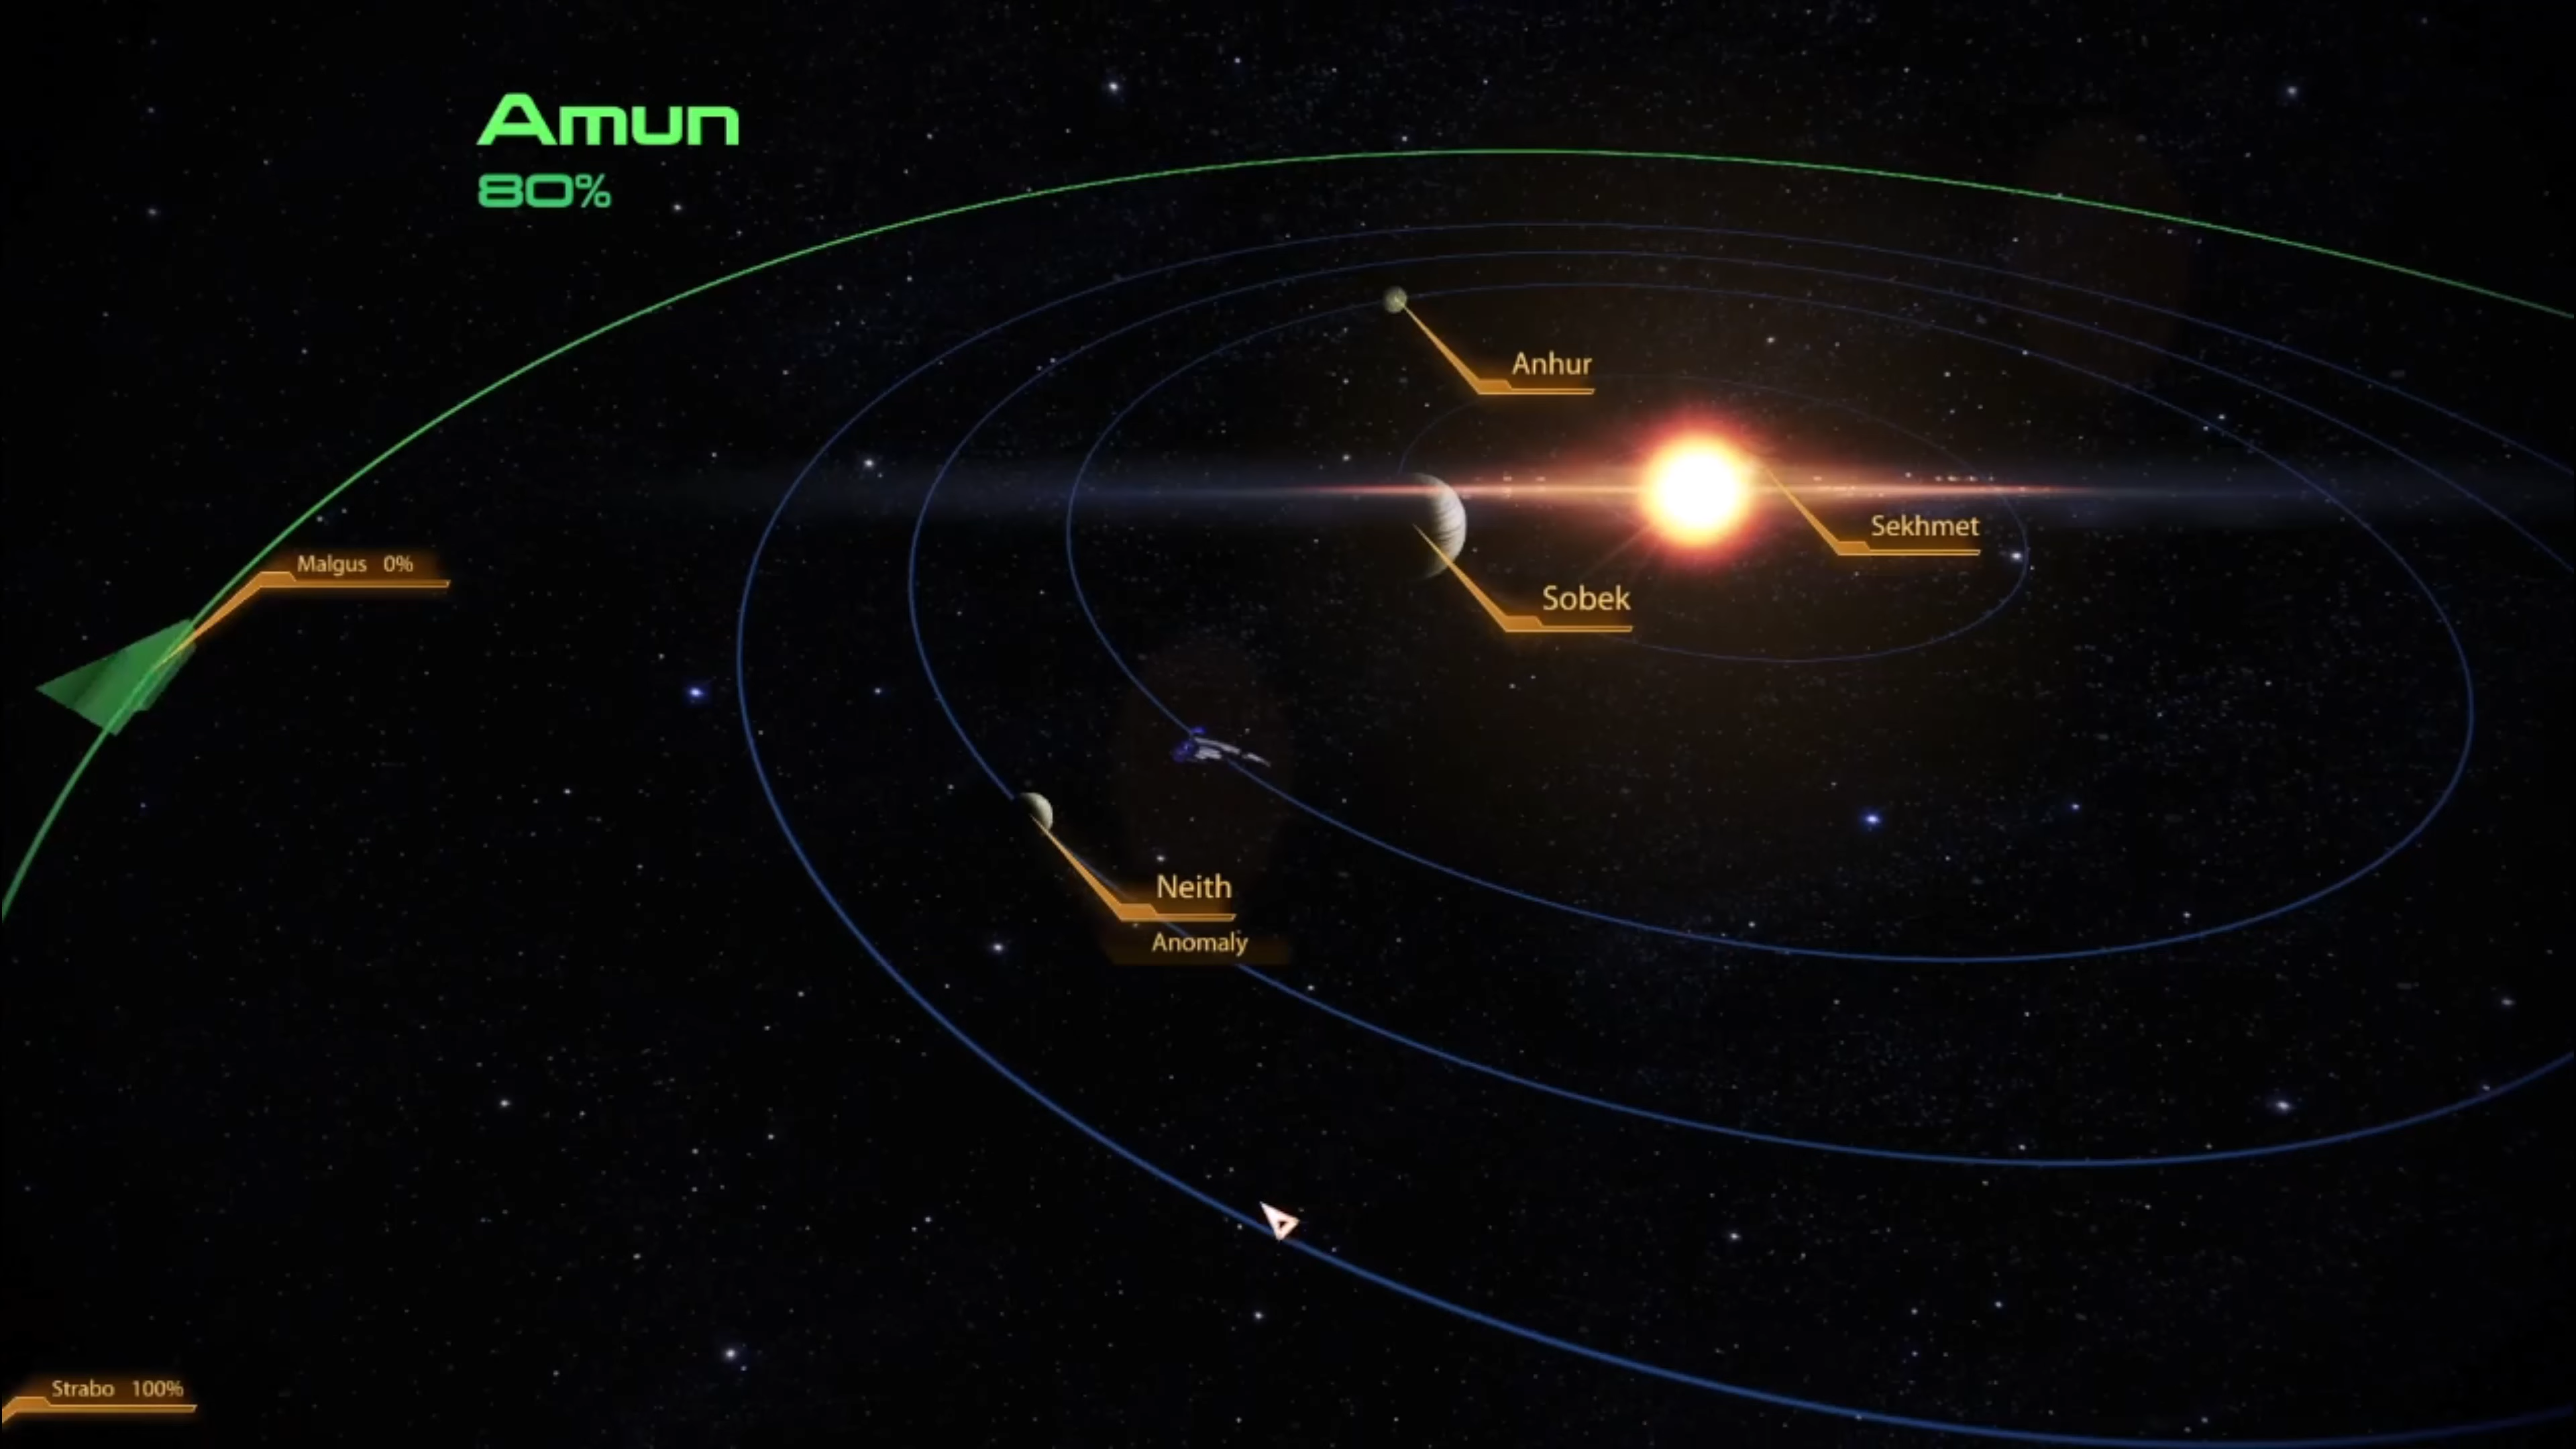 Amun
80%
Anhur
Sekhmet
Malgus 0%
Sobek
Neith
Anomaly
Strabo 100%